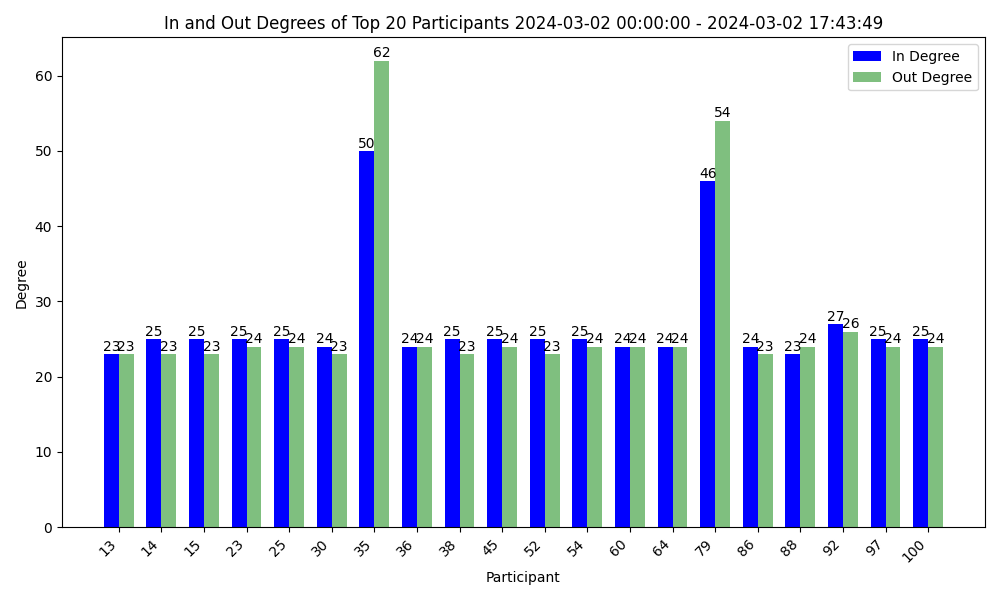 In and Out Degrees of Top 20 Participants 2024-03-02 00:00:00 - 2024-03-02 17:43:49
In Degree
Out Degree
Degree
60
50
40
30
20
10
0
23 23 25 23 25 23 25 24 25 24 24 23 50 62 24 24 25 23 25 24 25 23 25 24 24 24 24 24 46 54 24 23 23 24 27 26 25 24 25 24
13 14 15 23 25 30 35 36 38 45 52 54 60 64 79 86 88 92 97 100
Participant